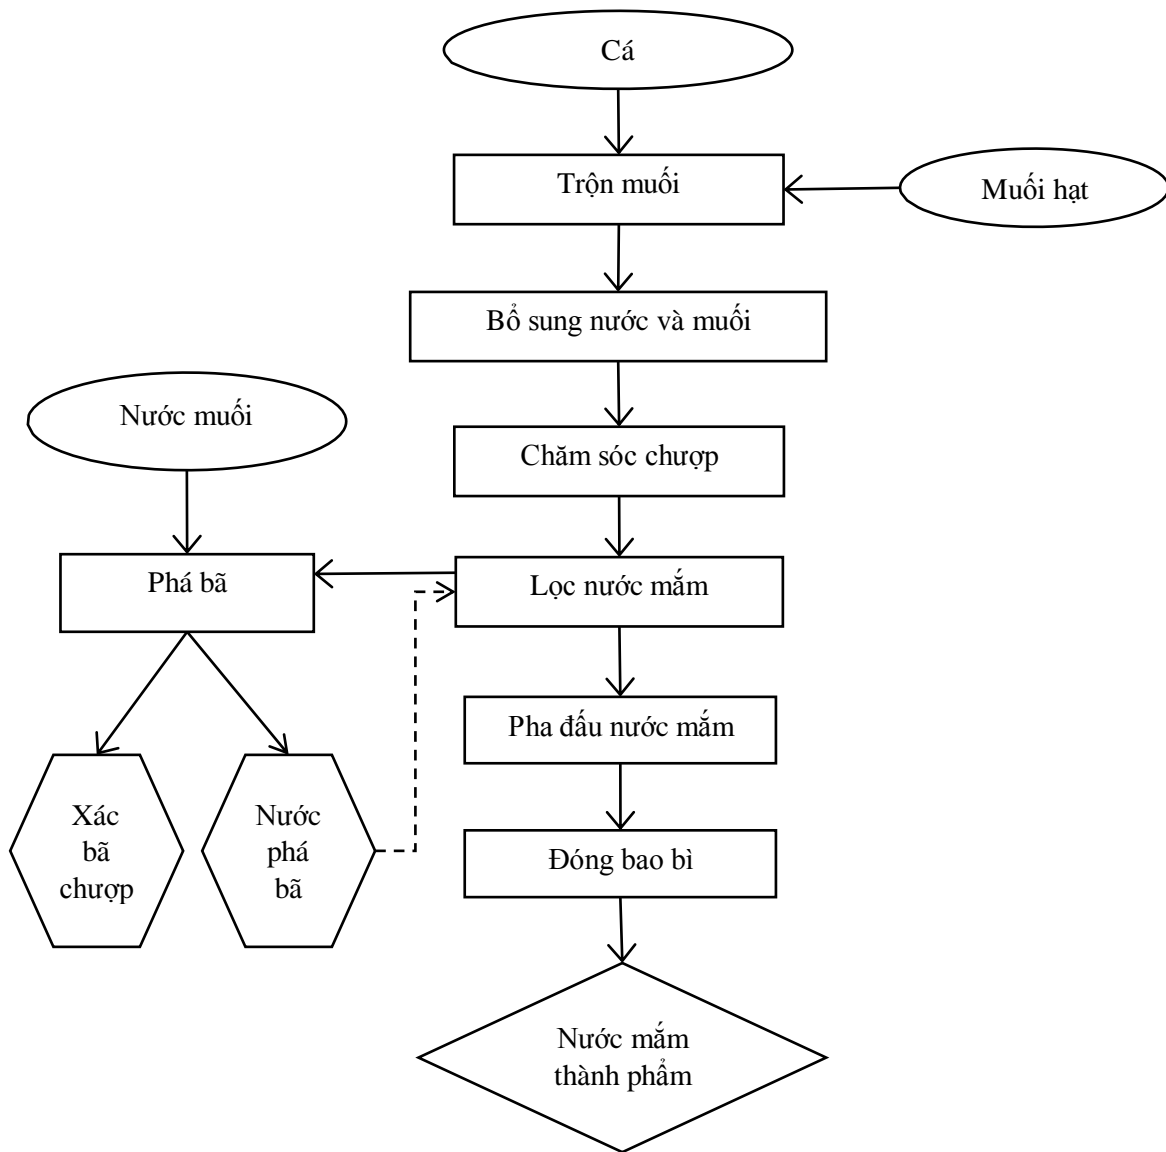 Cá
Trộn muối
Muối hạt
Bổ sung nước và muối
Nước muối
Chăm sóc chượp
Phá bã
Lọc nước mắm
Pha đấu nước mắm
Xác
bã
chượp
Nước
phá
bã
Đóng bao bì
Nước mắm
thành phẩm